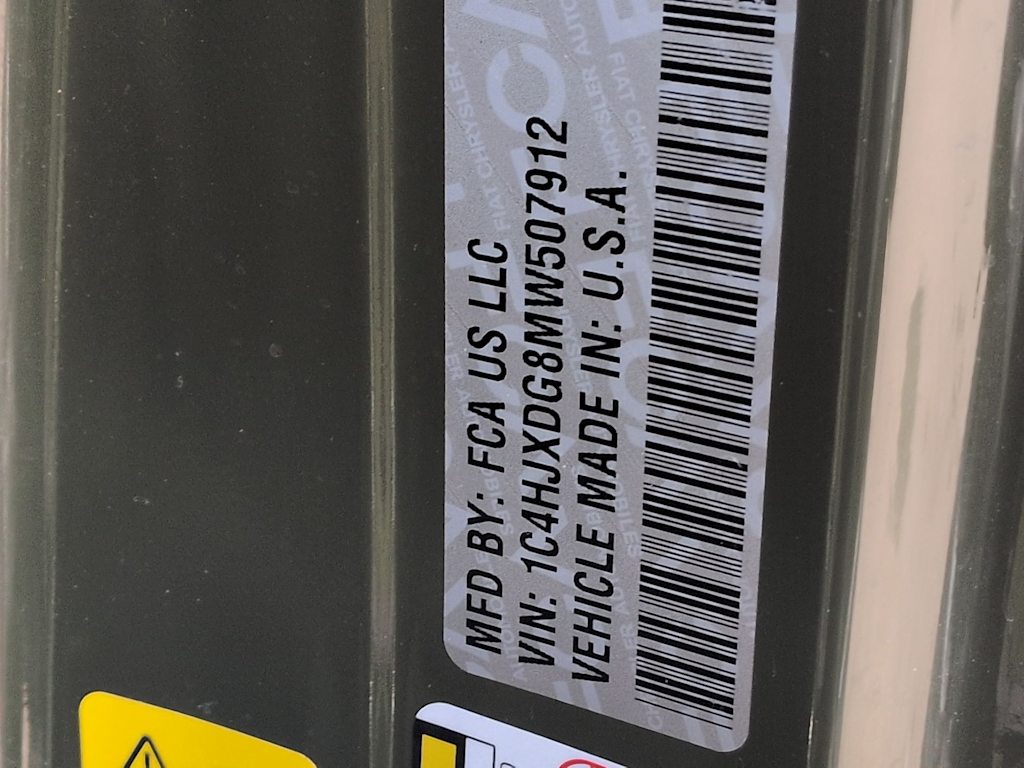 MFD BY: FCA US LLC
VIN: 1C4HJXDG8MW507912
VEHICLE MADE IN: U.S.A.